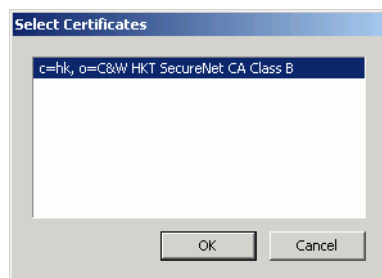 Select Certificates
c=hk, o=C&W HKT SecureNet CA Class B
OK
Cancel